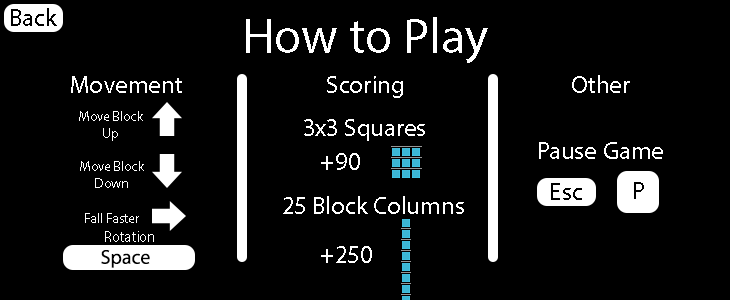 Back
How to Play
Movement
Move Block
Up
Move Block
Down
Fall Faster
Rotation
Space
Scoring
3x3 Squares
+90
25 Block Columns
+250
Other
Pause Game
Esc P